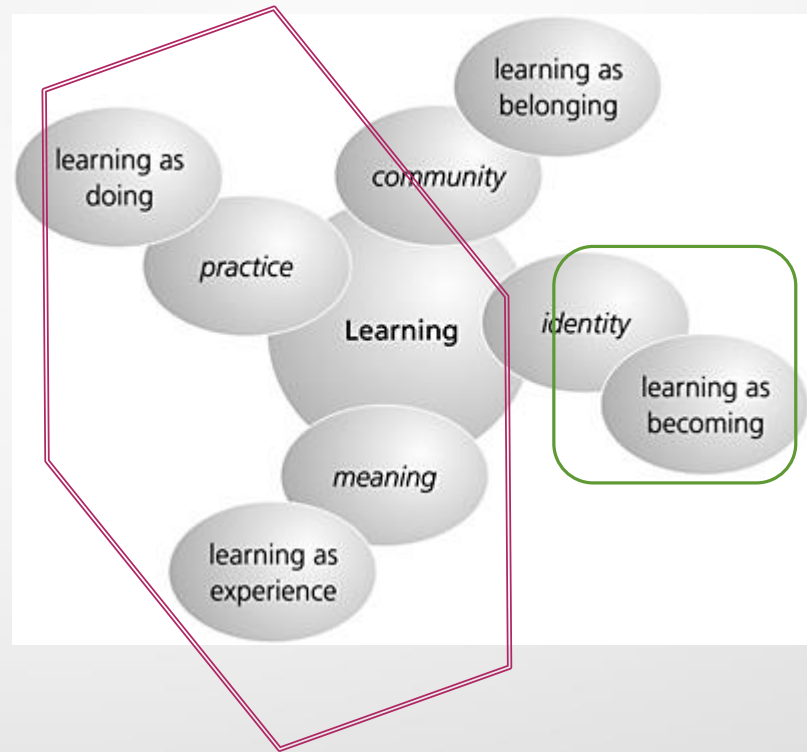 learning as
belonging
community
learning as
doing
practice
Learning
identity
learning as
becoming
meaning
learning as
experience